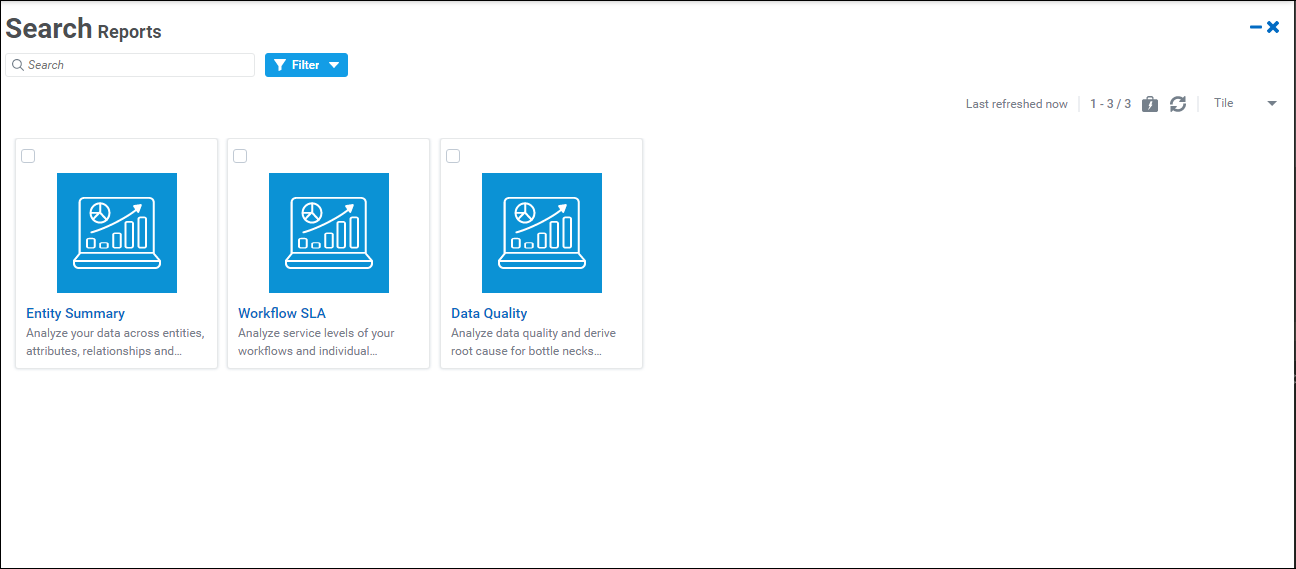 Search Reports
Search
Filter
Last refreshed now 1 - 3 / 3 Tile
Entity Summary
Analyze your data across entities,
attributes, relationships and...
Workflow SLA
Analyze service levels of your
workflows and individual...
Data Quality
Analyze data quality and derive
root cause for bottle necks...